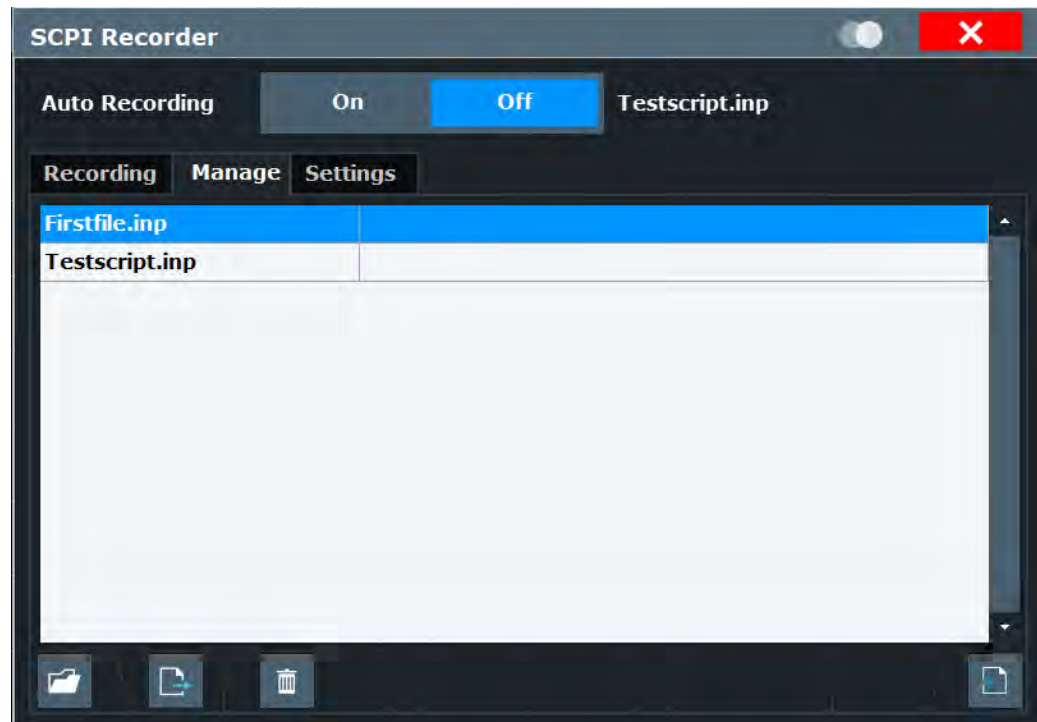 SCPI Recorder
Auto Recording On Off Testscript.inp
Recording Manage Settings
Firstfile.inp
Testscript.inp